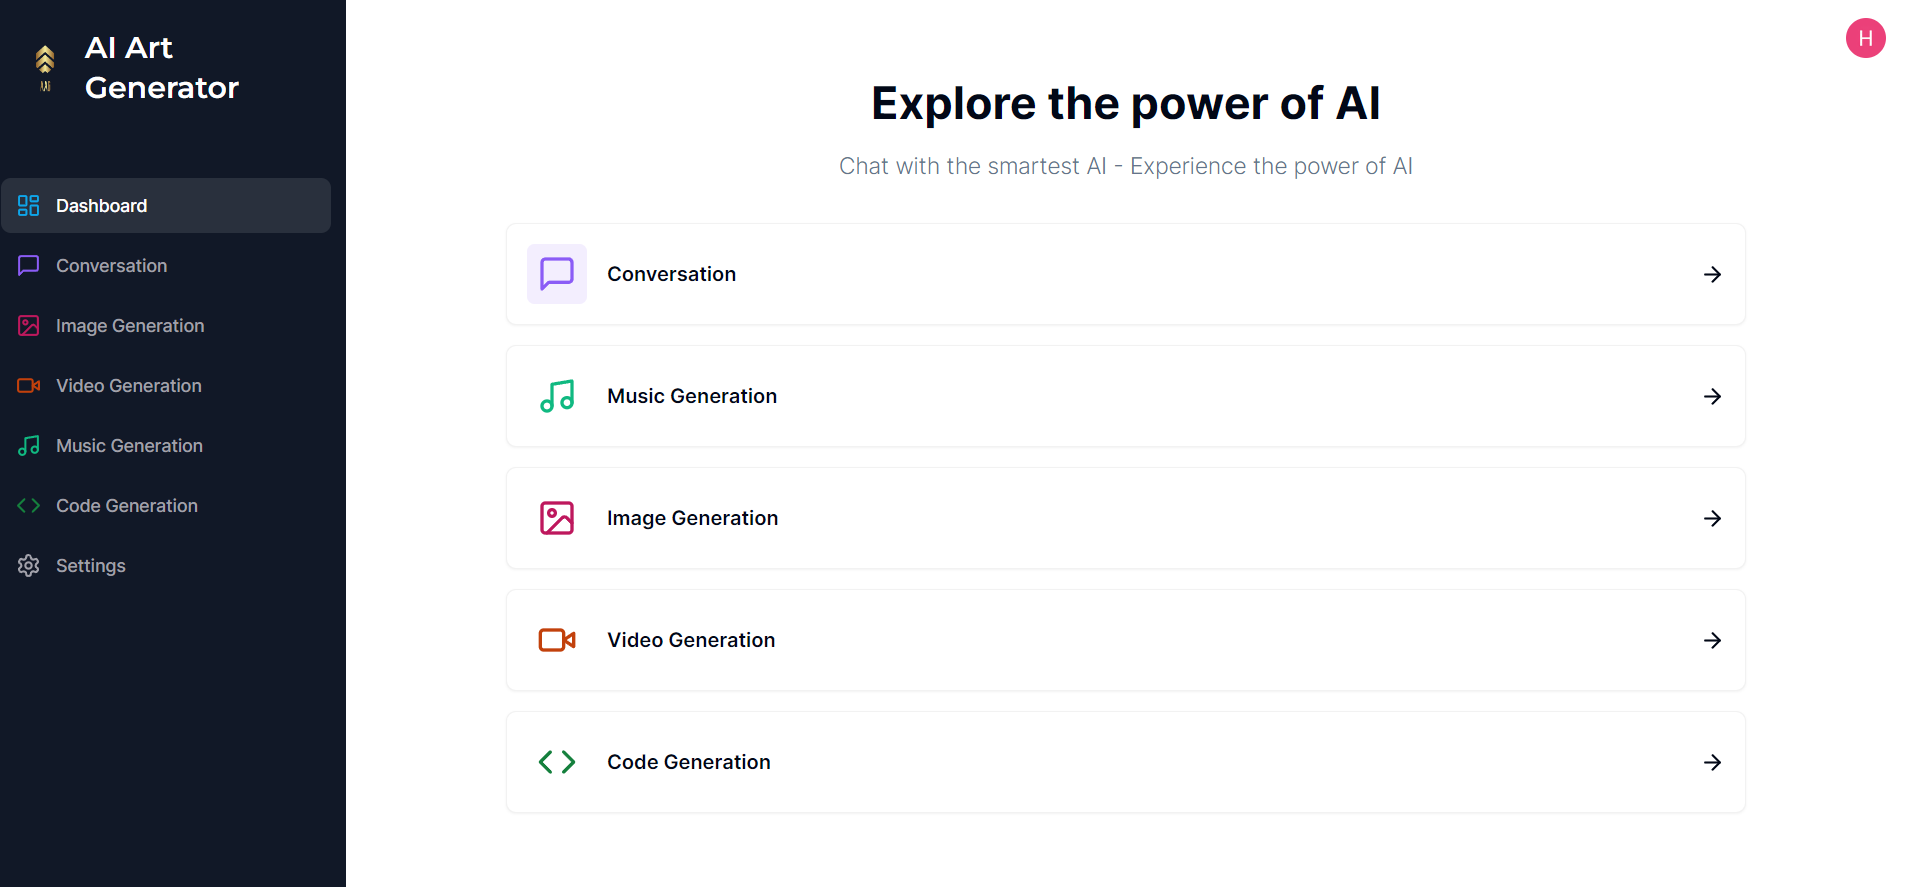 AI Art
Generator
Dashboard
Conversation
Image Generation
Video Generation
Music Generation
Code Generation
Settings
H
Explore the power of AI
Chat with the smartest AI - Experience the power of AI
Conversation
Music Generation
Image Generation
Video Generation
Code Generation